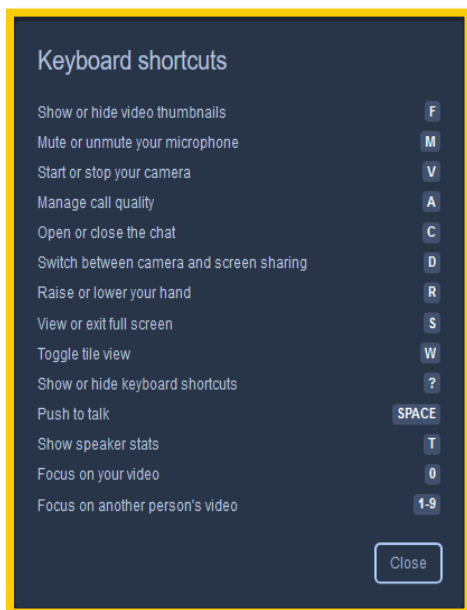 Keyboard shortcuts
Show or hide video thumbnails F
Mute or unmute your microphone M
Start or stop your camera V
Manage call quality A
Open or close the chat C
Switch between camera and screen sharing D
Raise or lower your hand R
View or exit full screen S
Toggle tile view W
Show or hide keyboard shortcuts ?
Push to talk SPACE
Show speaker stats T
Focus on your video 0
Focus on another person's video 1-9
Close